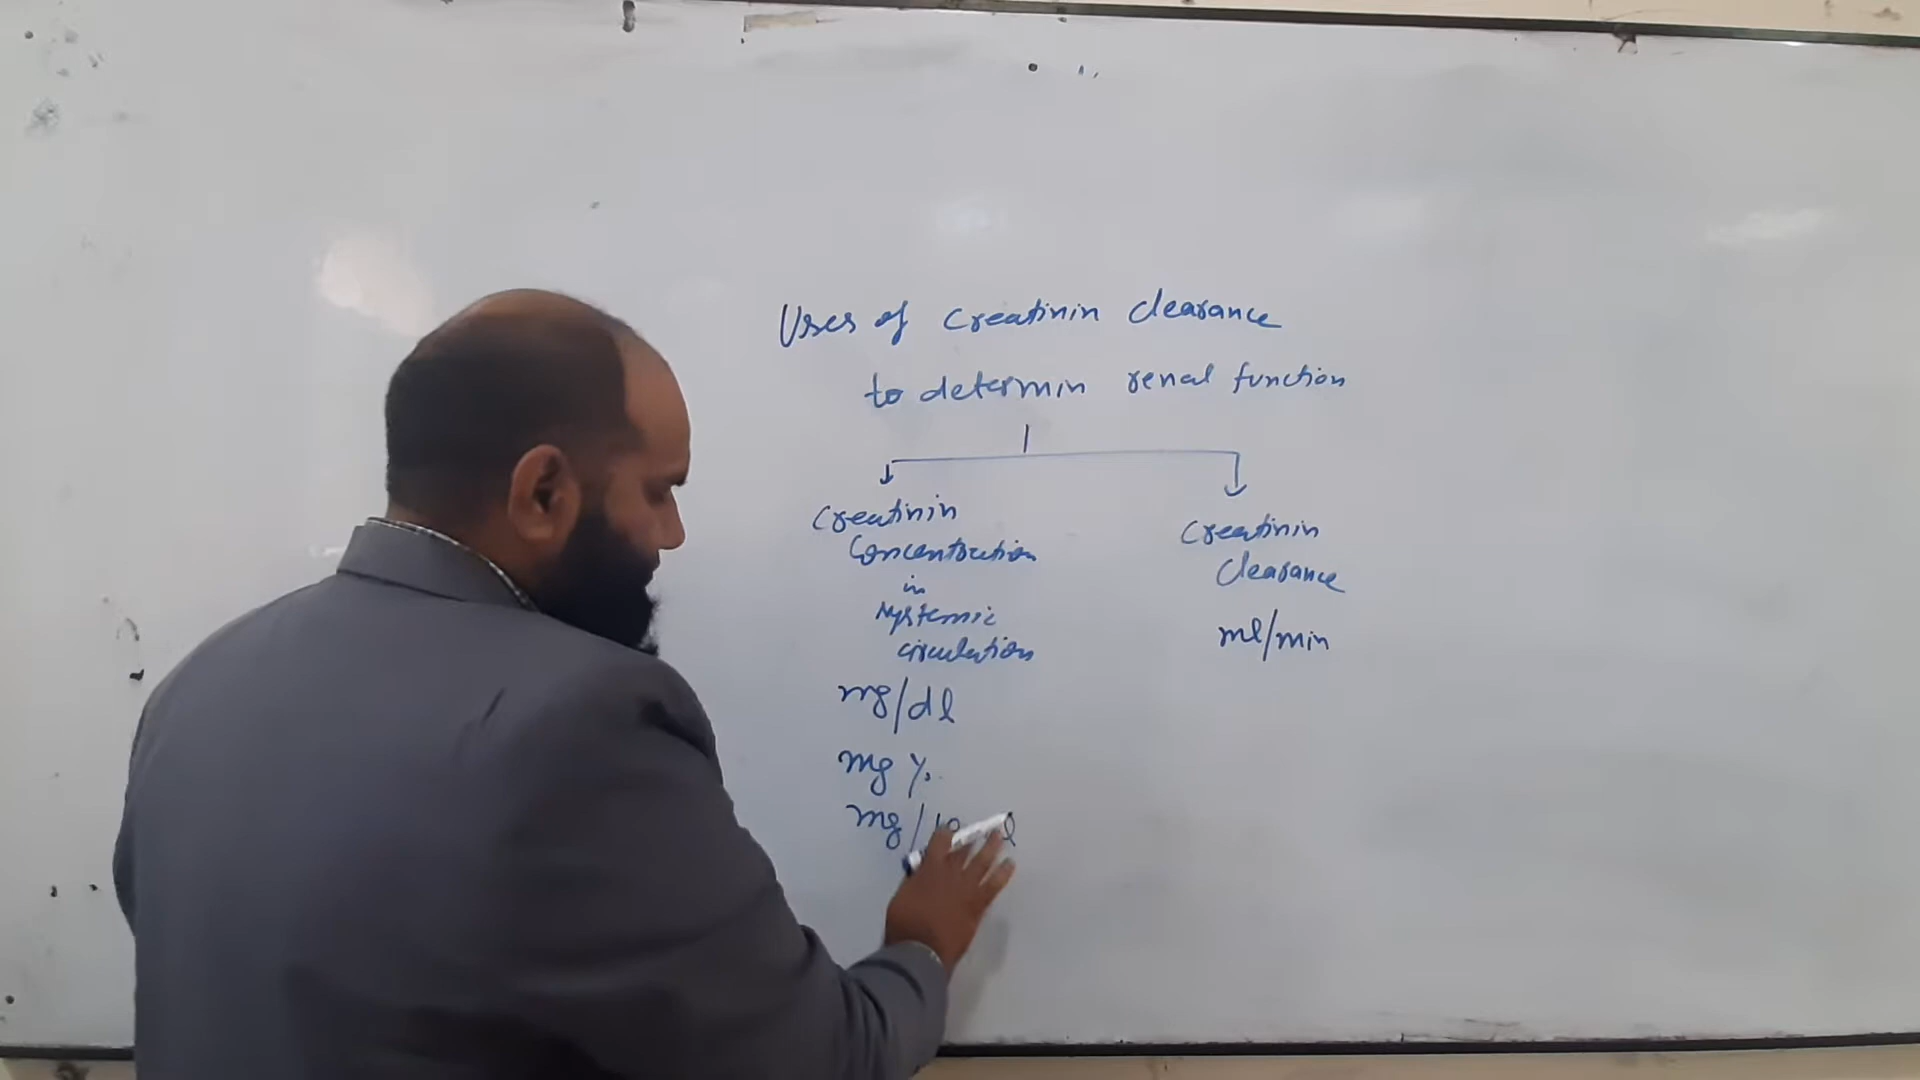 Uses of creatinin clearance
to determin renal function
creatinin
concentration
in
systemic
circulation
mg/dl
mg %.
mg/
creatinin
clearance
ml/min